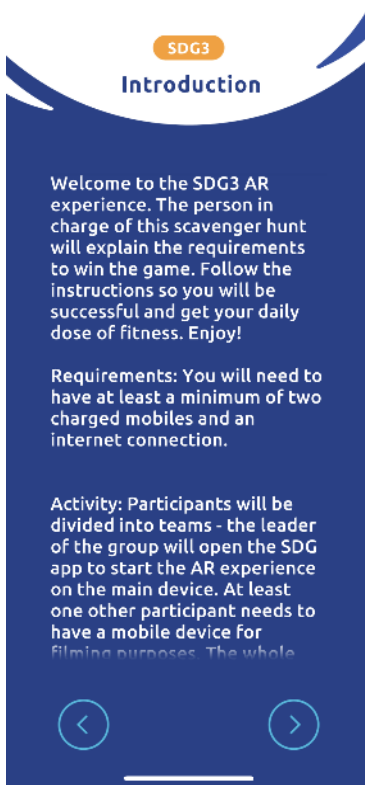 SDG3
Introduction
Welcome to the SDG3 AR
experience. The person in
charge of this scavenger hunt
will explain the requirements
to win the game. Follow the
instructions so you will be
successful and get your daily
dose of fitness. Enjoy!
Requirements: You will need to
have at least a minimum of two
charged mobiles and an
internet connection.
Activity: Participants will be
divided into teams - the leader
of the group will open the SDG
app to start the AR experience
on the main device. At least
one other participant needs to
have a mobile device for
filming purposes. The whole